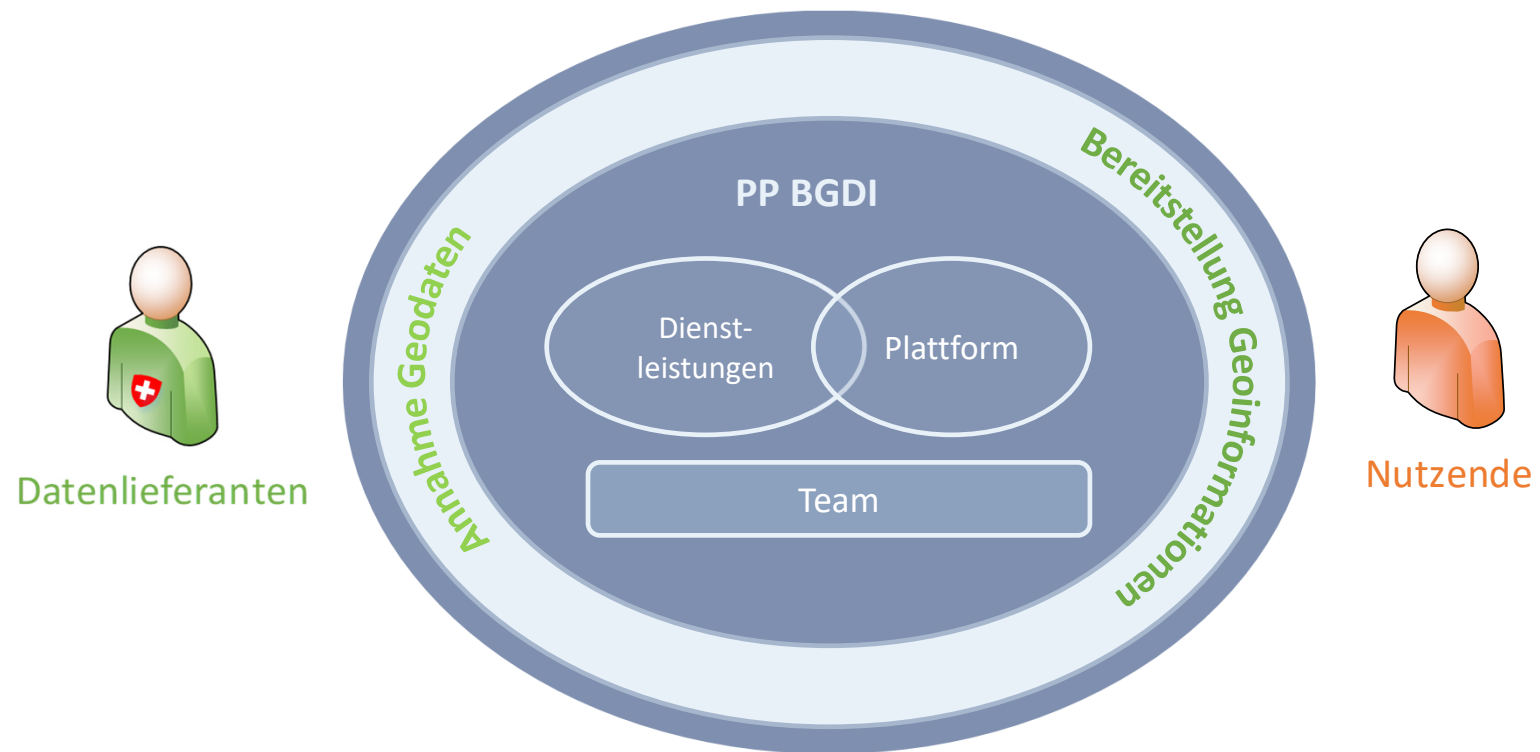 PP BGDI
Annahme Geodaten
Bereitstellung Geoinformationen
Dienst-
leistungen
Plattform
Team
Datenlieferanten
Nutzende